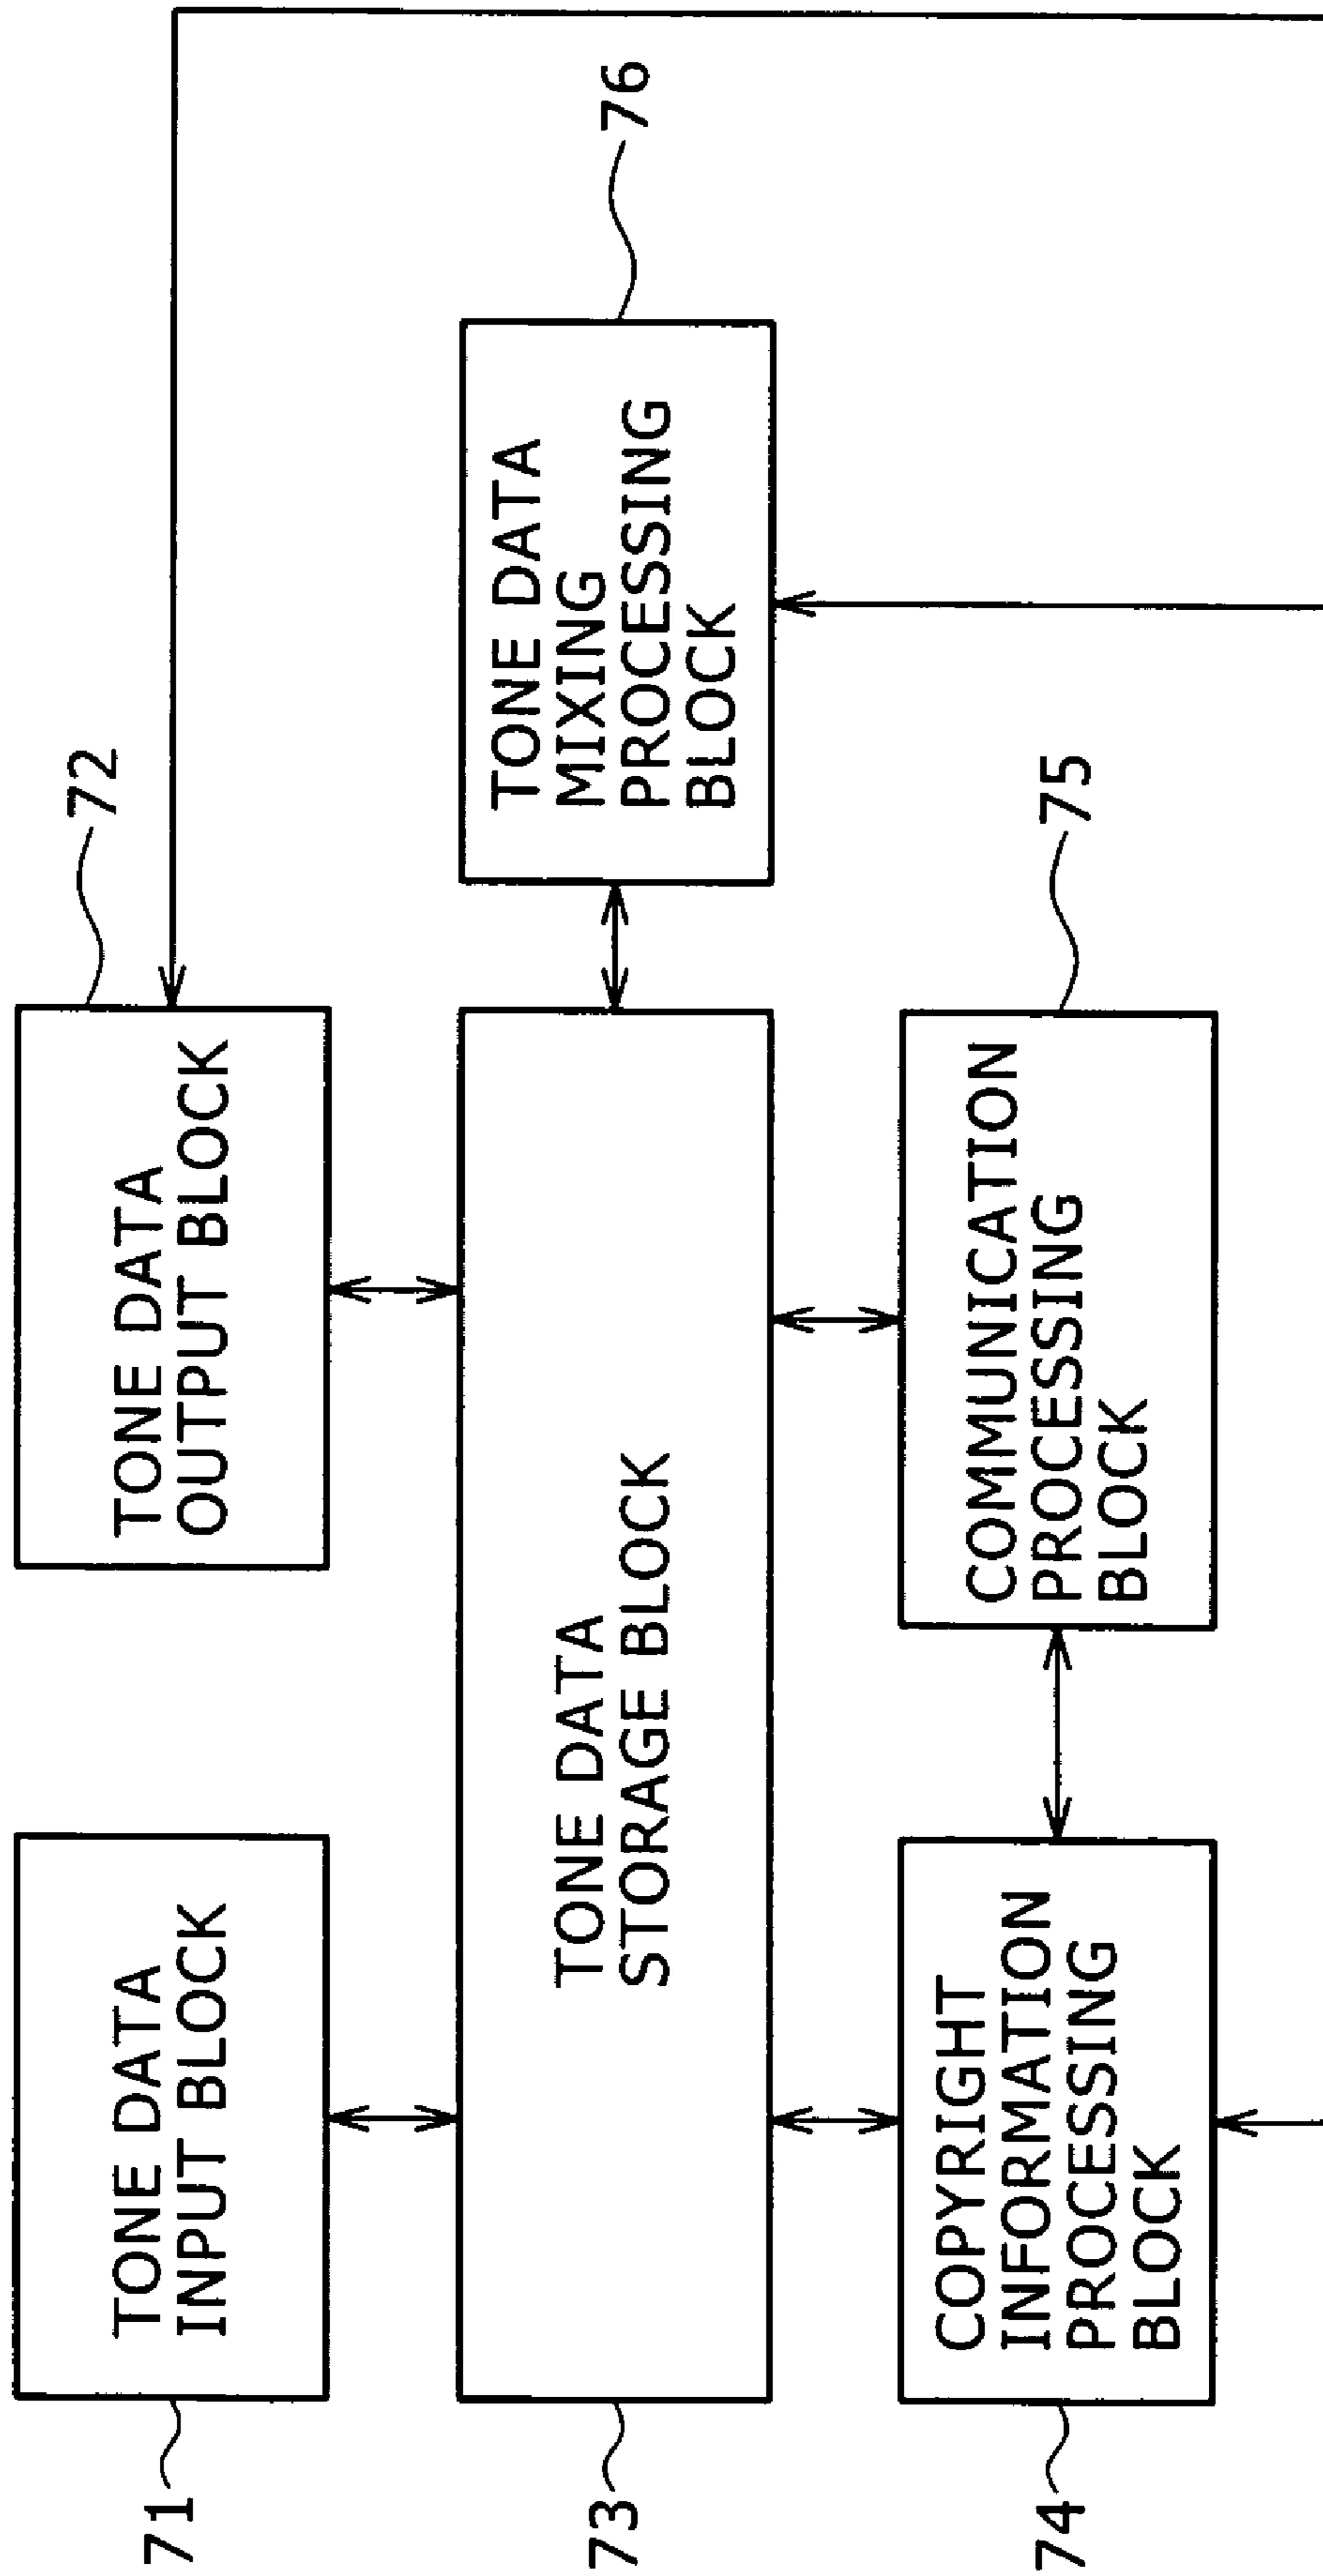 71
TONE DATA
INPUT BLOCK
72
TONE DATA
OUTPUT BLOCK
73
TONE DATA
STORAGE BLOCK
76
TONE DATA
MIXING
PROCESSING
BLOCK
74
COPYRIGHT
INFORMATION
PROCESSING
BLOCK
75
COMMUNICATION
PROCESSING
BLOCK